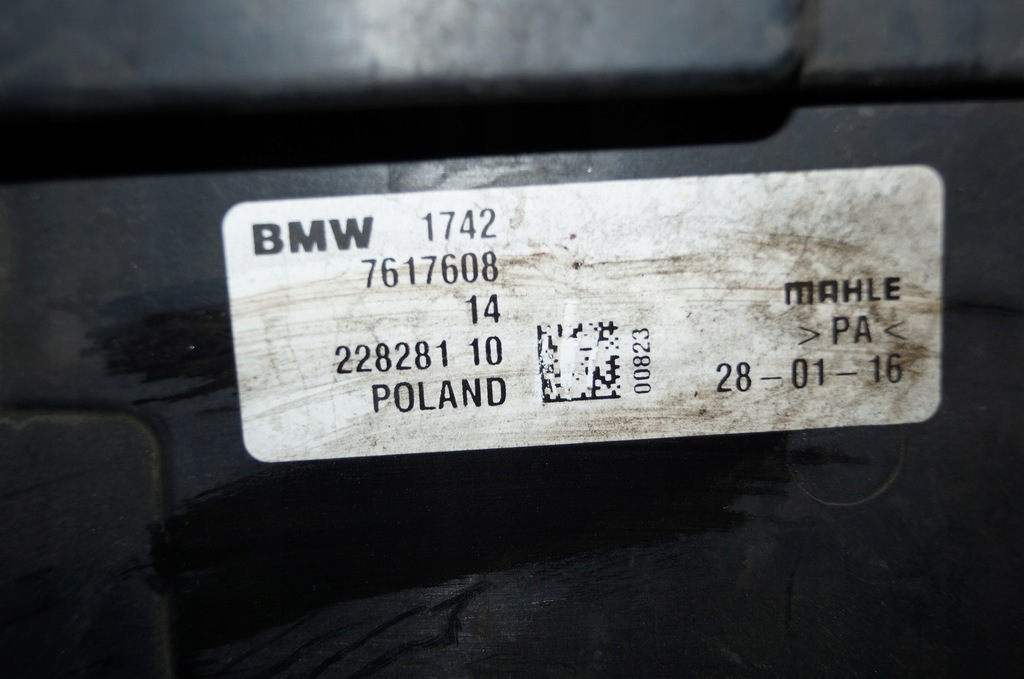 BMW 1742
7617608
14
228281 10
POLAND
00823
MAHLE
>PA<
28-01-16